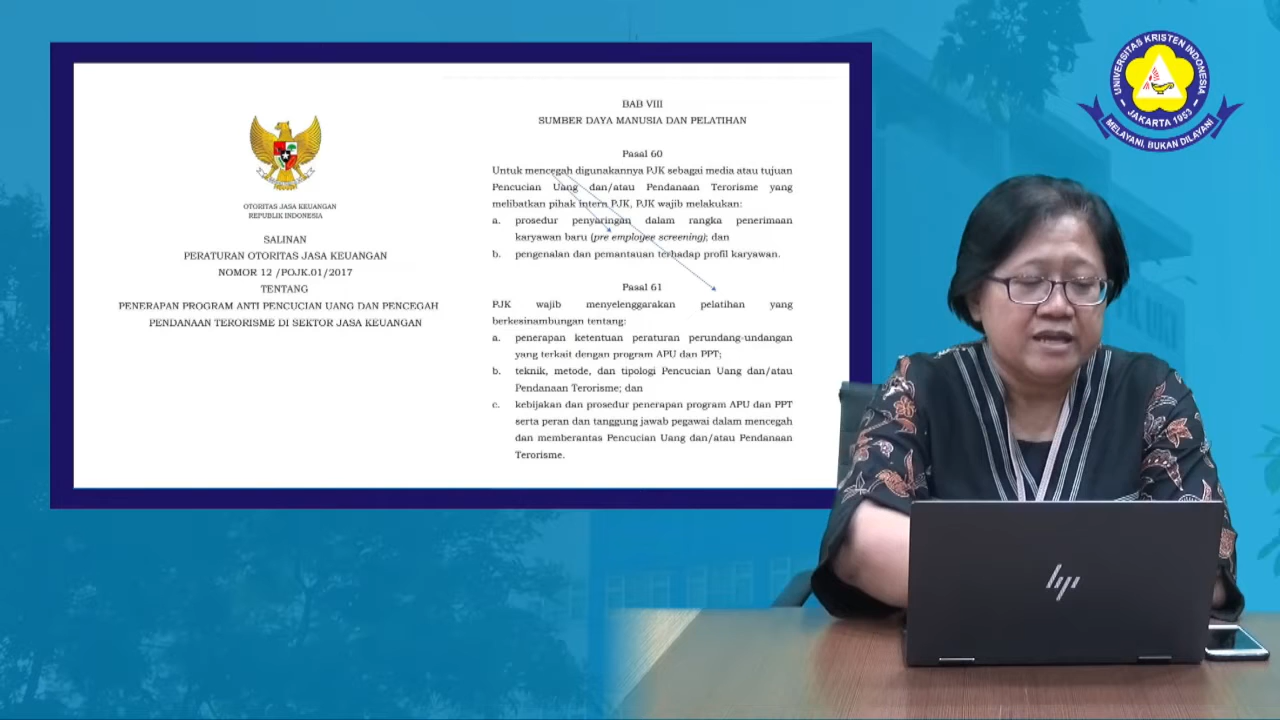 OTORITAS JASA KEUANGAN
REPUBLIK INDONESIA
SALINAN
PERATURAN OTORITAS JASA KEUANGAN
NOMOR 12 /POJK.01/2017
TENTANG
PENERAPAN PROGRAM ANTI PENCUCIAN UANG DAN PENCEGAH
PENDANAAN TERORISME DI SEKTOR JASA KEUANGAN
BAB VIII
SUMBER DAYA MANUSIA DAN PELATIHAN
Pasal 60
Untuk mencegah digunakannya PJK sebagai media atau tujuan
Pencucian Uang dan/atau Pendanaan Terorisme yang
melibatkan pihak intern PJK, PJK wajib melakukan:
a. prosedur penyaringan dalam rangka penerimaan
karyawan baru (pre employee screening); dan
b. pengenalan dan pemantauan terhadap profil karyawan.
Pasal 61
PJK wajib menyelenggarakan pelatihan yang
berkesinambungan tentang:
a. penerapan ketentuan peraturan perundang-undangan
yang terkait dengan program APU dan PPT;
b. teknik, metode, dan tipologi Pencucian Uang dan/atau
Pendanaan Terorisme; dan
c. kebijakan dan prosedur penerapan program APU dan PPT
serta peran dan tanggung jawab pegawai dalam mencegah
dan memberantas Pencucian Uang dan/atau Pendanaan
Terorisme.
UNIVERSITAS KRISTEN INDONESIA
JAKARTA 1953
MELAYANI, BUKAN DILAYANI
hp